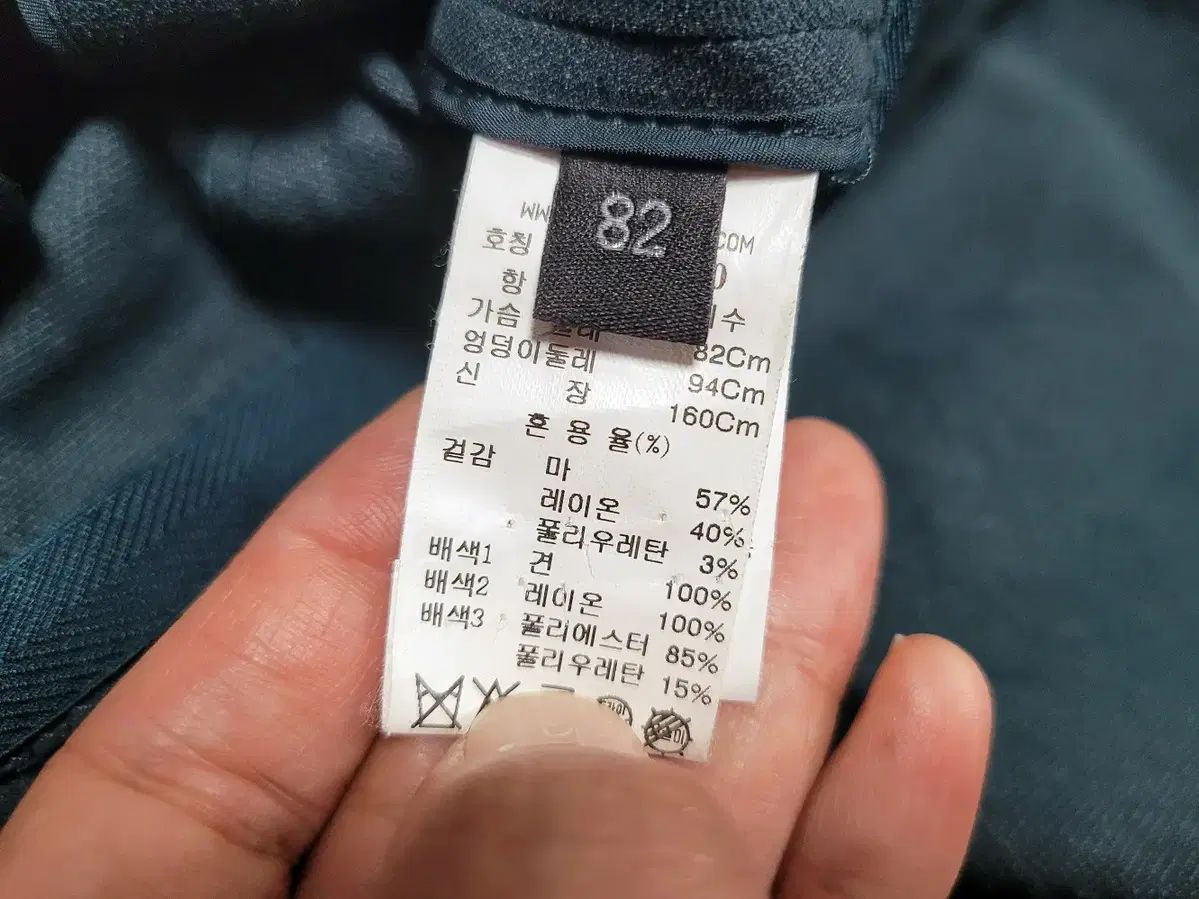 82
COM
호칭
항
수
가슴 82Cm
엉덩이둘레 94Cm
신 장 160Cm
혼 용 율(%)
겉감 마 57%
레이온 40%
폴리우레탄 3%
배색1 견 100%
배색2 레이온 100%
배색3 폴리에스터 85%
폴리우레탄 15%